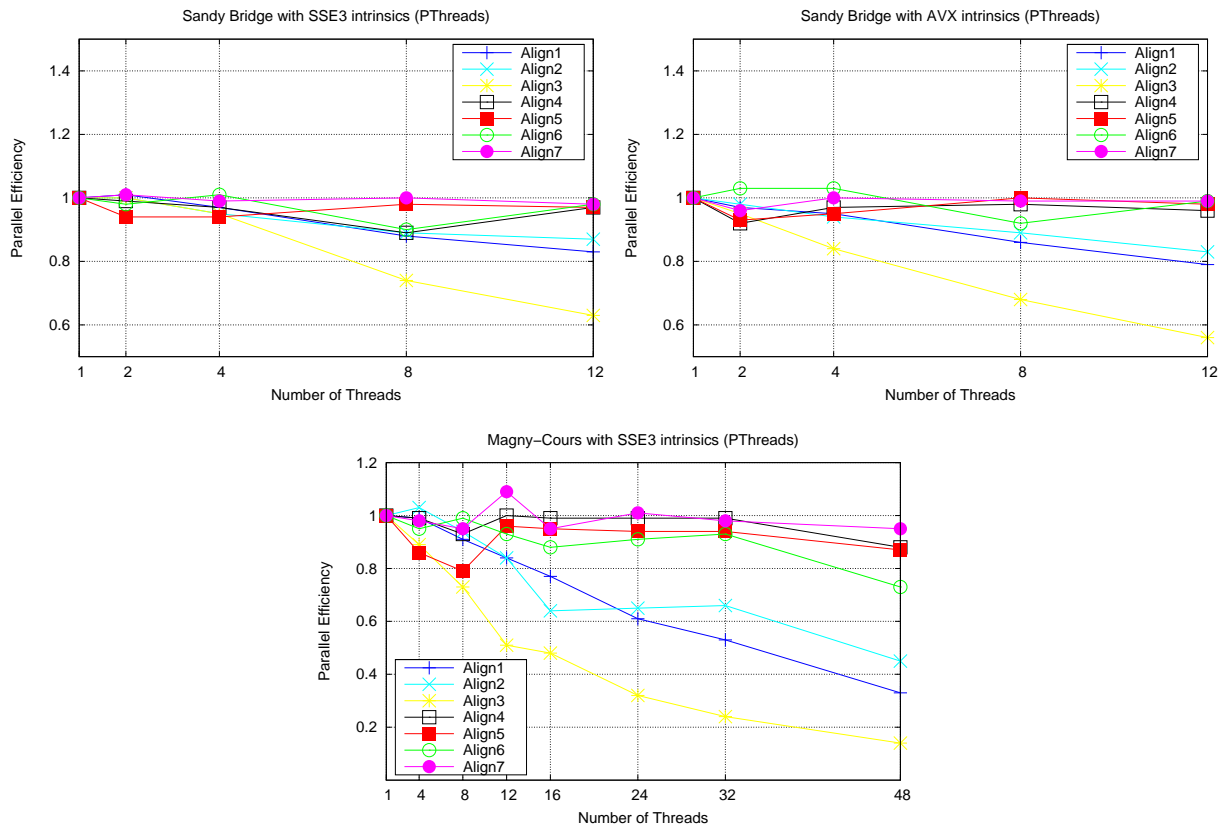 Sandy Bridge with SSE3 intrinsics (PThreads)
1.4
1.2
1
0.8
0.6
Parallel Efficiency
Align1
Align2
Align3
Align4
Align5
Align6
Align7
1 2 4 8 12
Number of Threads
Sandy Bridge with AVX intrinsics (PThreads)
1.4
1.2
1
0.8
0.6
Parallel Efficiency
Align1
Align2
Align3
Align4
Align5
Align6
Align7
1 2 4 8 12
Number of Threads
Magny-Cours with SSE3 intrinsics (PThreads)
1.2
1
0.8
0.6
0.4
0.2
Parallel Efficiency
Align1
Align2
Align3
Align4
Align5
Align6
Align7
1 4 8 12 16 24 32 48
Number of Threads